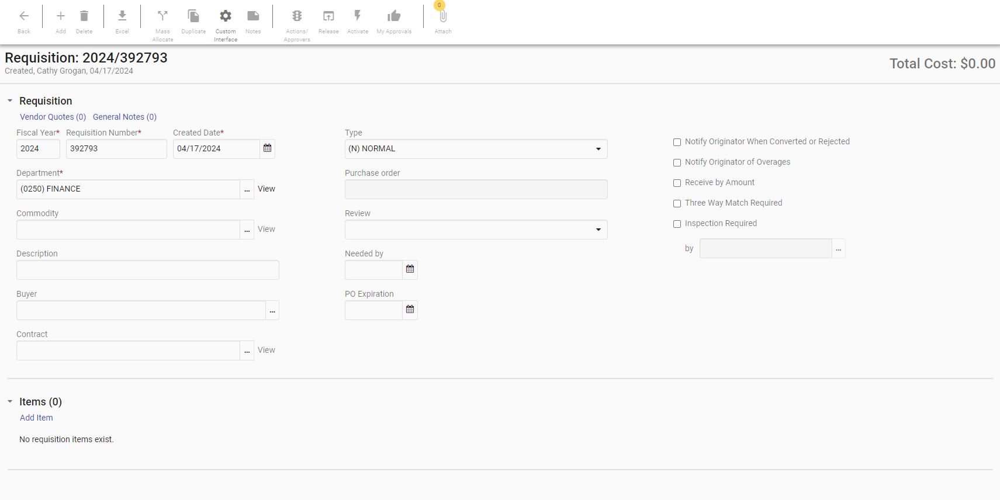 0
Back
Add
Delete
Excel
Mass Allocate
Duplicate
Custom Interface
Notes
Actions/ Approvers
Release
Activate
My Approvals
Attach
Requisition: 2024/392793
Created, Cathy Grogan, 04/17/2024
Total Cost: $0.00
Requisition
Vendor Quotes (0) General Notes (0)
Fiscal Year* Requisition Number* Created Date*
2024 392793 04/17/2024
Department*
(0250) FINANCE ... View
Commodity
... View
Description
Buyer
...
Contract
... View
Type
(N) NORMAL
Purchase order
Review
Needed by
PO Expiration
Notify Originator When Converted or Rejected
Notify Originator of Overages
Receive by Amount
Three Way Match Required
Inspection Required
by ...
Items (0)
Add Item
No requisition items exist.